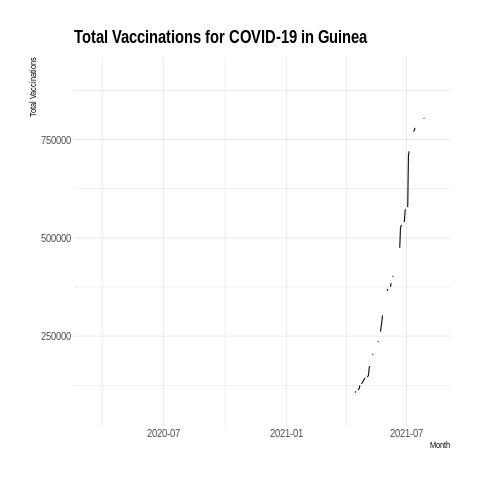 Total Vaccinations for COVID-19 in Guinea
Total Vaccinations
750000
500000
250000
2020-07
2021-01
2021-07
Month